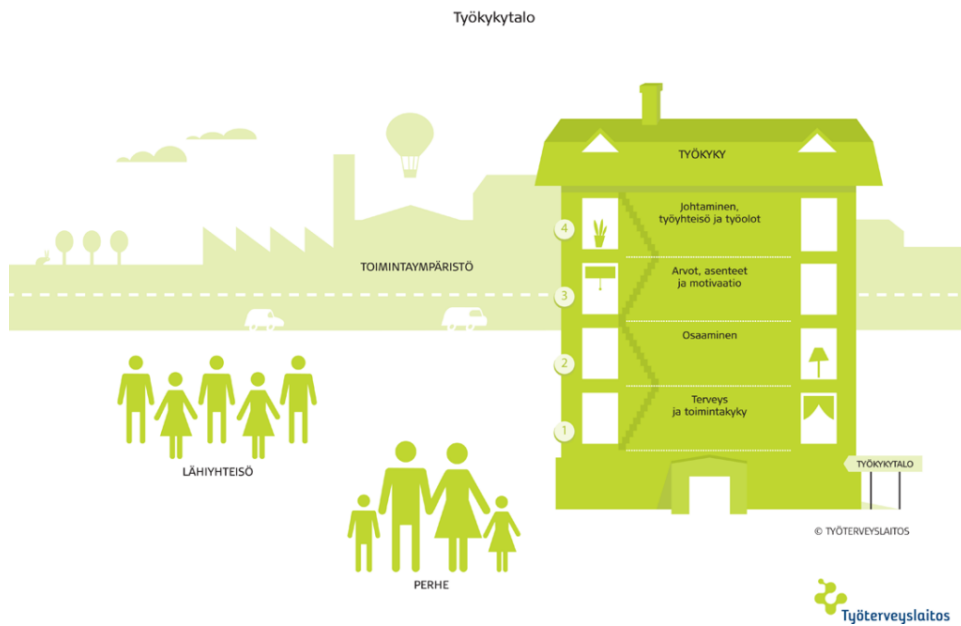 Työkykytalo
TYÖKYKY
4
Johtaminen,
työyhteisö ja työolot
TOIMINTAYMPÄRISTÖ
3
Arvot, asenteet
ja motivaatio
2
Osaaminen
1
Terveys
ja toimintakyky
LÄHIYHTEISÖ
TYÖKYKYTALO
PERHE
© TYÖTERVEYSLAITOS
Työterveyslaitos